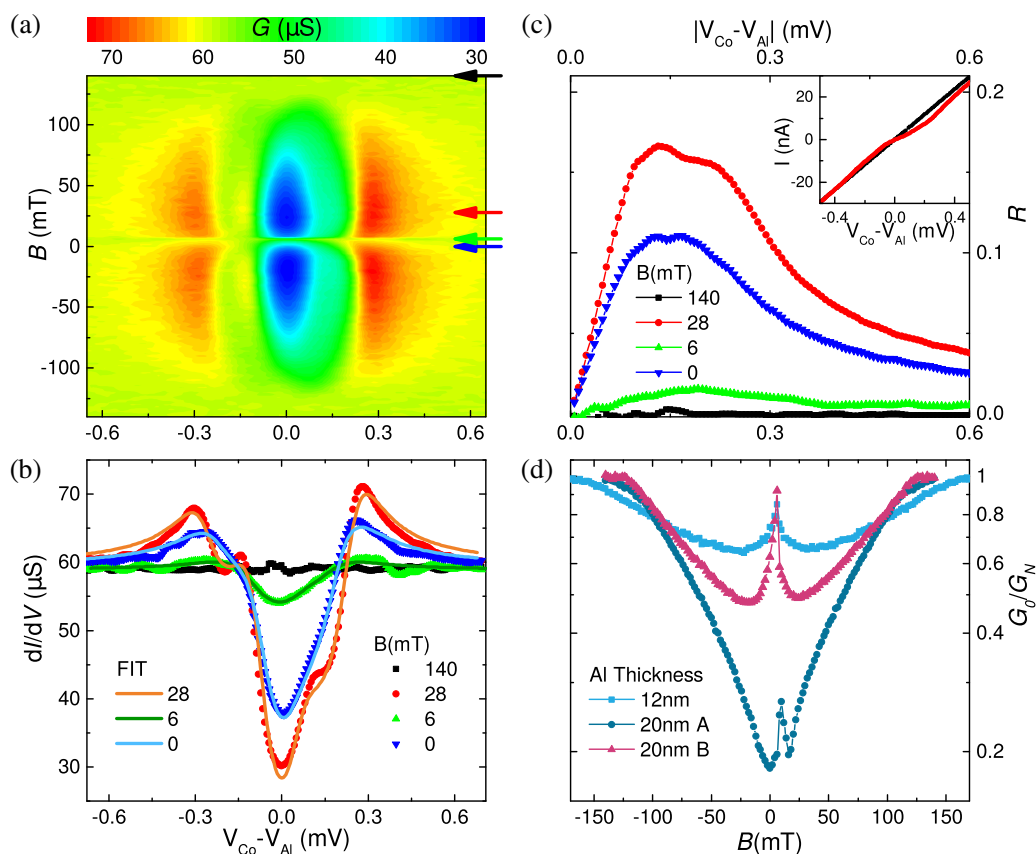 (a)
G (µS)
70 60 50 40 30
B (mT)
100
50
0
-50
-100
-0.6 -0.3 0.0 0.3 0.6
(c)
|V_Co-V_Al| (mV)
0.0 0.3 0.6
0.2
0.1
0.0
R
B(mT)
140
28
6
0
0.0 0.3 0.6
I (nA)
20
0
-20
-0.4 0.0 0.4
V_Co-V_Al (mV)
(b)
dI/dV (µS)
70
60
50
40
30
FIT
28
6
0
B(mT)
140
28
6
0
-0.6 -0.3 0.0 0.3 0.6
V_Co-V_Al (mV)
(d)
1
0.8
0.6
0.4
0.2
G_0/G_N
Al Thickness
12nm
20nm A
20nm B
-150 -100 -50 0 50 100 150
B(mT)